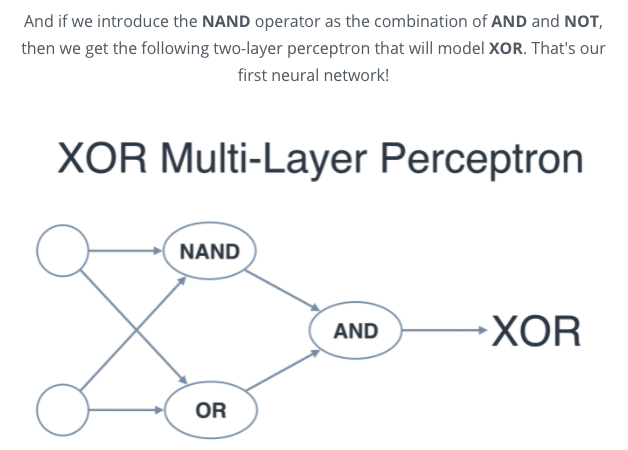 And if we introduce the NAND operator as the combination of AND and NOT,
then we get the following two-layer perceptron that will model XOR. That's our
first neural network!
XOR Multi-Layer Perceptron
NAND
AND
XOR
OR